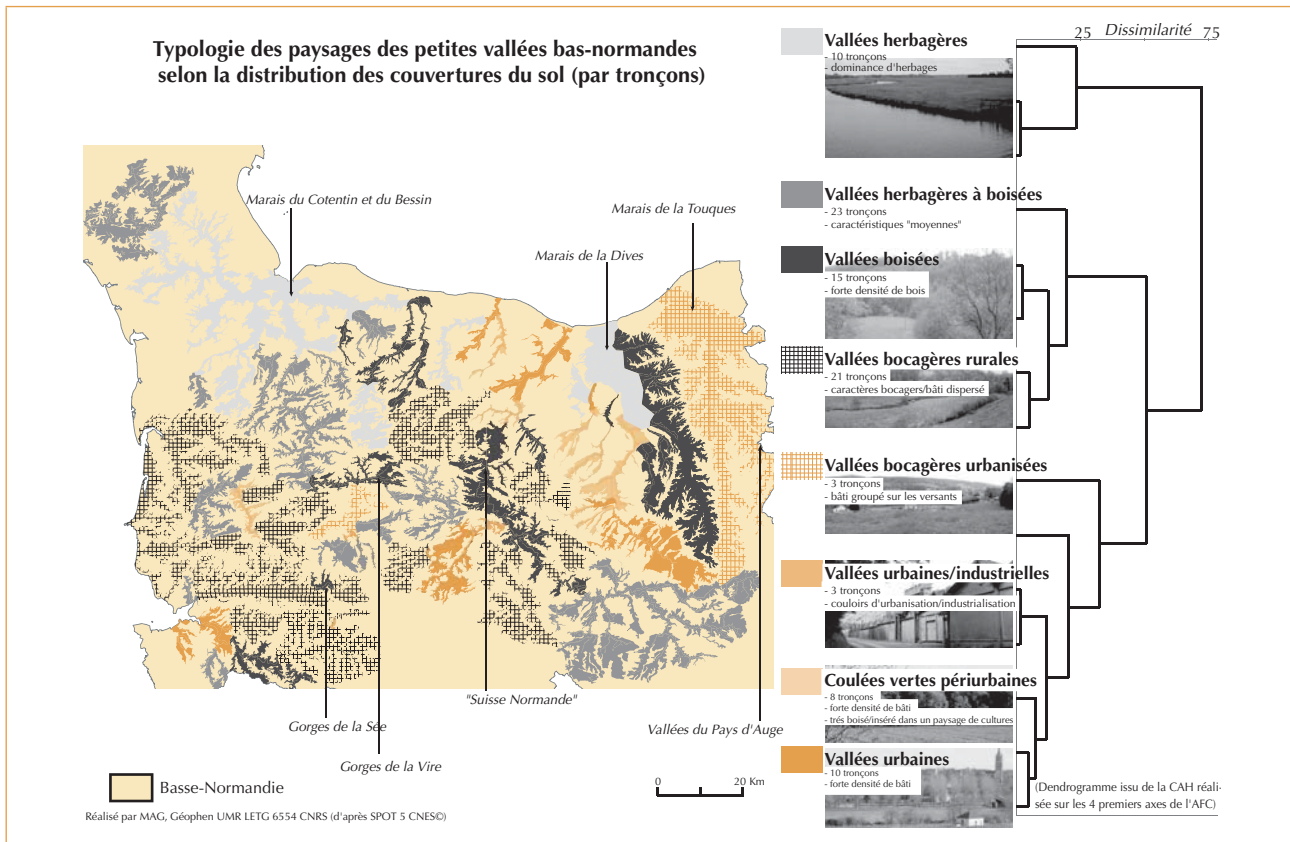 Typologie des paysages des petites vallées bas-normandes
selon la distribution des couvertures du sol (par tronçons)
25 Dissimilarité 75
Vallées herbagères
- 10 tronçons
- dominance d'herbages
Vallées herbagères à boisées
- 23 tronçons
- caractéristiques "moyennes"
Vallées boisées
- 15 tronçons
- forte densité de bois
Vallées bocagères rurales
- 21 tronçons
- caractères bocagers/bâti dispersé
Vallées bocagères urbanisées
- 3 tronçons
- bâti groupé sur les versants
Vallées urbaines/industrielles
- 3 tronçons
- couloirs d'urbanisation/industrialisation
Coulées vertes périurbaines
- 8 tronçons
- forte densité de bâti
- trés boisé/inséré dans un paysage de cultures
Vallées urbaines
- 10 tronçons
- forte densité de bâti
(Dendrogramme issu de la CAH réali-
sée sur les 4 premiers axes de l'AFC)
Marais du Cotentin et du Bessin
Marais de la Touques
Marais de la Dives
"Suisse Normande"
Gorges de la Sée
Vallées du Pays d'Auge
Gorges de la Vire
0 20 Km
Basse-Normandie
Réalisé par MAG, Géophen UMR LETG 6554 CNRS (d'après SPOT 5 CNES©)